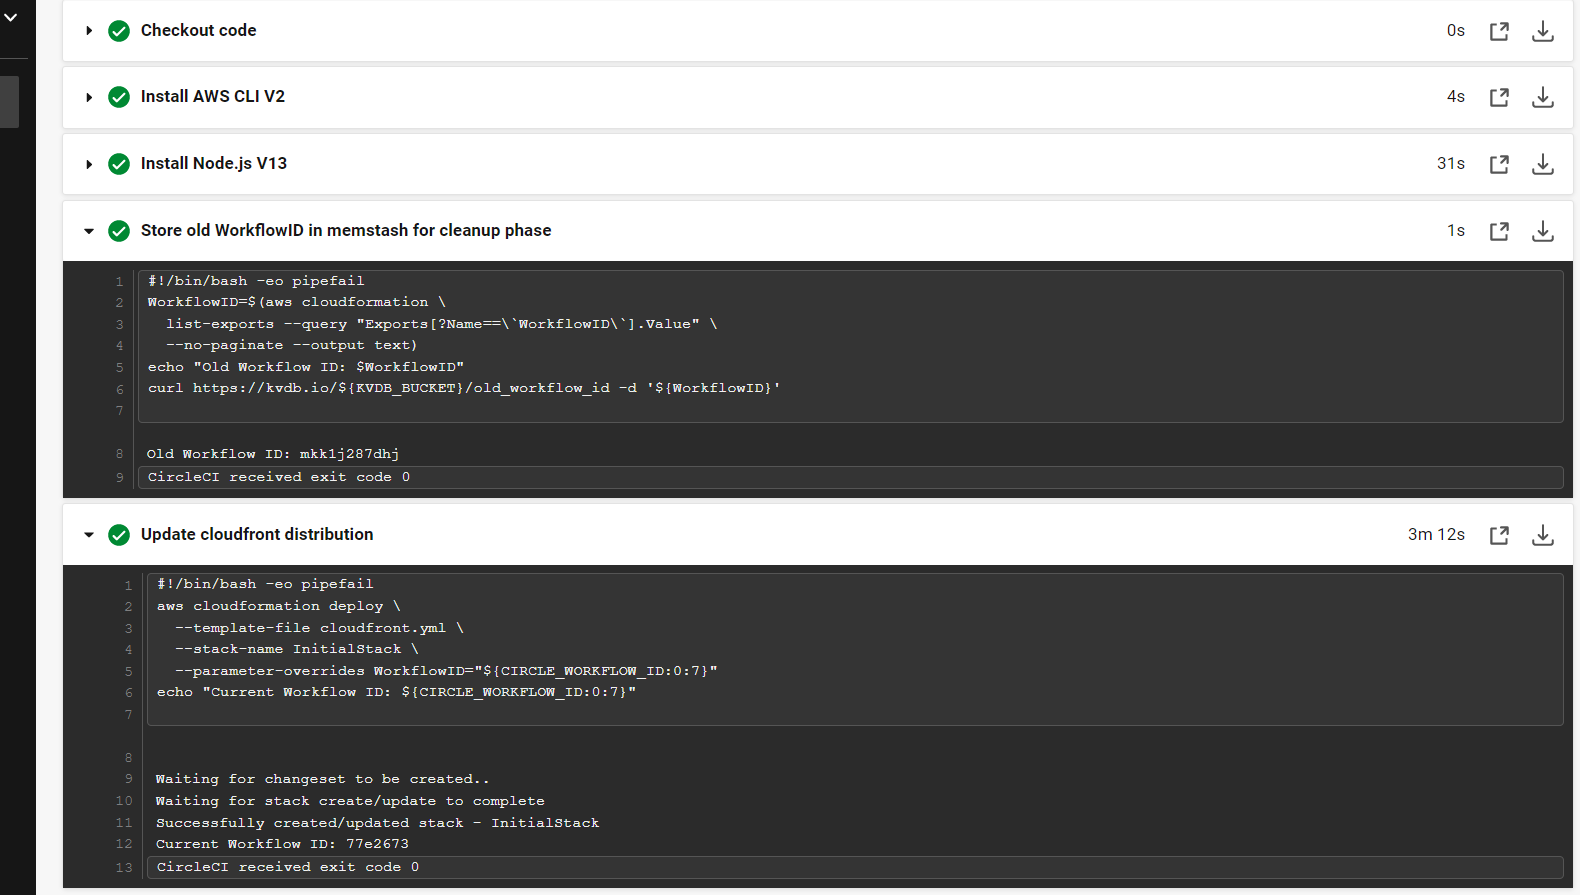 Checkout code 0s
Install AWS CLI V2 4s
Install Node.js V13 31s
Store old WorkflowID in memstash for cleanup phase 1s
1 #!/bin/bash -eo pipefail
2 WorkflowID=$(aws cloudformation \
3 list-exports --query "Exports[?Name==\`WorkflowID\`].Value" \
4 --no-paginate --output text)
5 echo "Old Workflow ID: $WorkflowID"
6 curl https://kvdb.io/${KVDB_BUCKET}/old_workflow_id -d '${WorkflowID}'
7
8 Old Workflow ID: mkk1j287dhj
9 CircleCI received exit code 0
Update cloudfront distribution 3m 12s
1 #!/bin/bash -eo pipefail
2 aws cloudformation deploy \
3 --template-file cloudfront.yml \
4 --stack-name InitialStack \
5 --parameter-overrides WorkflowID="${CIRCLE_WORKFLOW_ID:0:7}"
6 echo "Current Workflow ID: ${CIRCLE_WORKFLOW_ID:0:7}"
7
8
9 Waiting for changeset to be created..
10 Waiting for stack create/update to complete
11 Successfully created/updated stack - InitialStack
12 Current Workflow ID: 77e2673
13 CircleCI received exit code 0